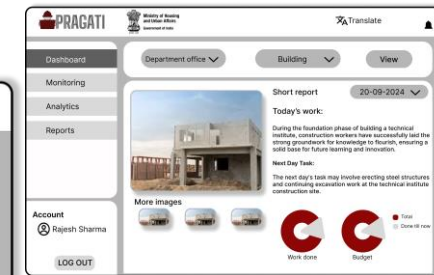 PRAGATI
Ministry of Housing
and Urban Affairs
Government of India
Translate
Dashboard
Monitoring
Analytics
Reports
Account
Rajesh Sharma
LOG OUT
Department office
Building
View
Short report
20-09-2024
Today's work:
During the foundation phase of building a technical
institute, construction workers have successfully laid the
strong groundwork for knowledge to flourish, ensuring a
solid base for future learning and innovation.
Next Day Task:
The next day's task may involve erecting steel structures
and continuing excavation work at the technical institute
construction site.
More images
Total
Done till now
Work done
Budget